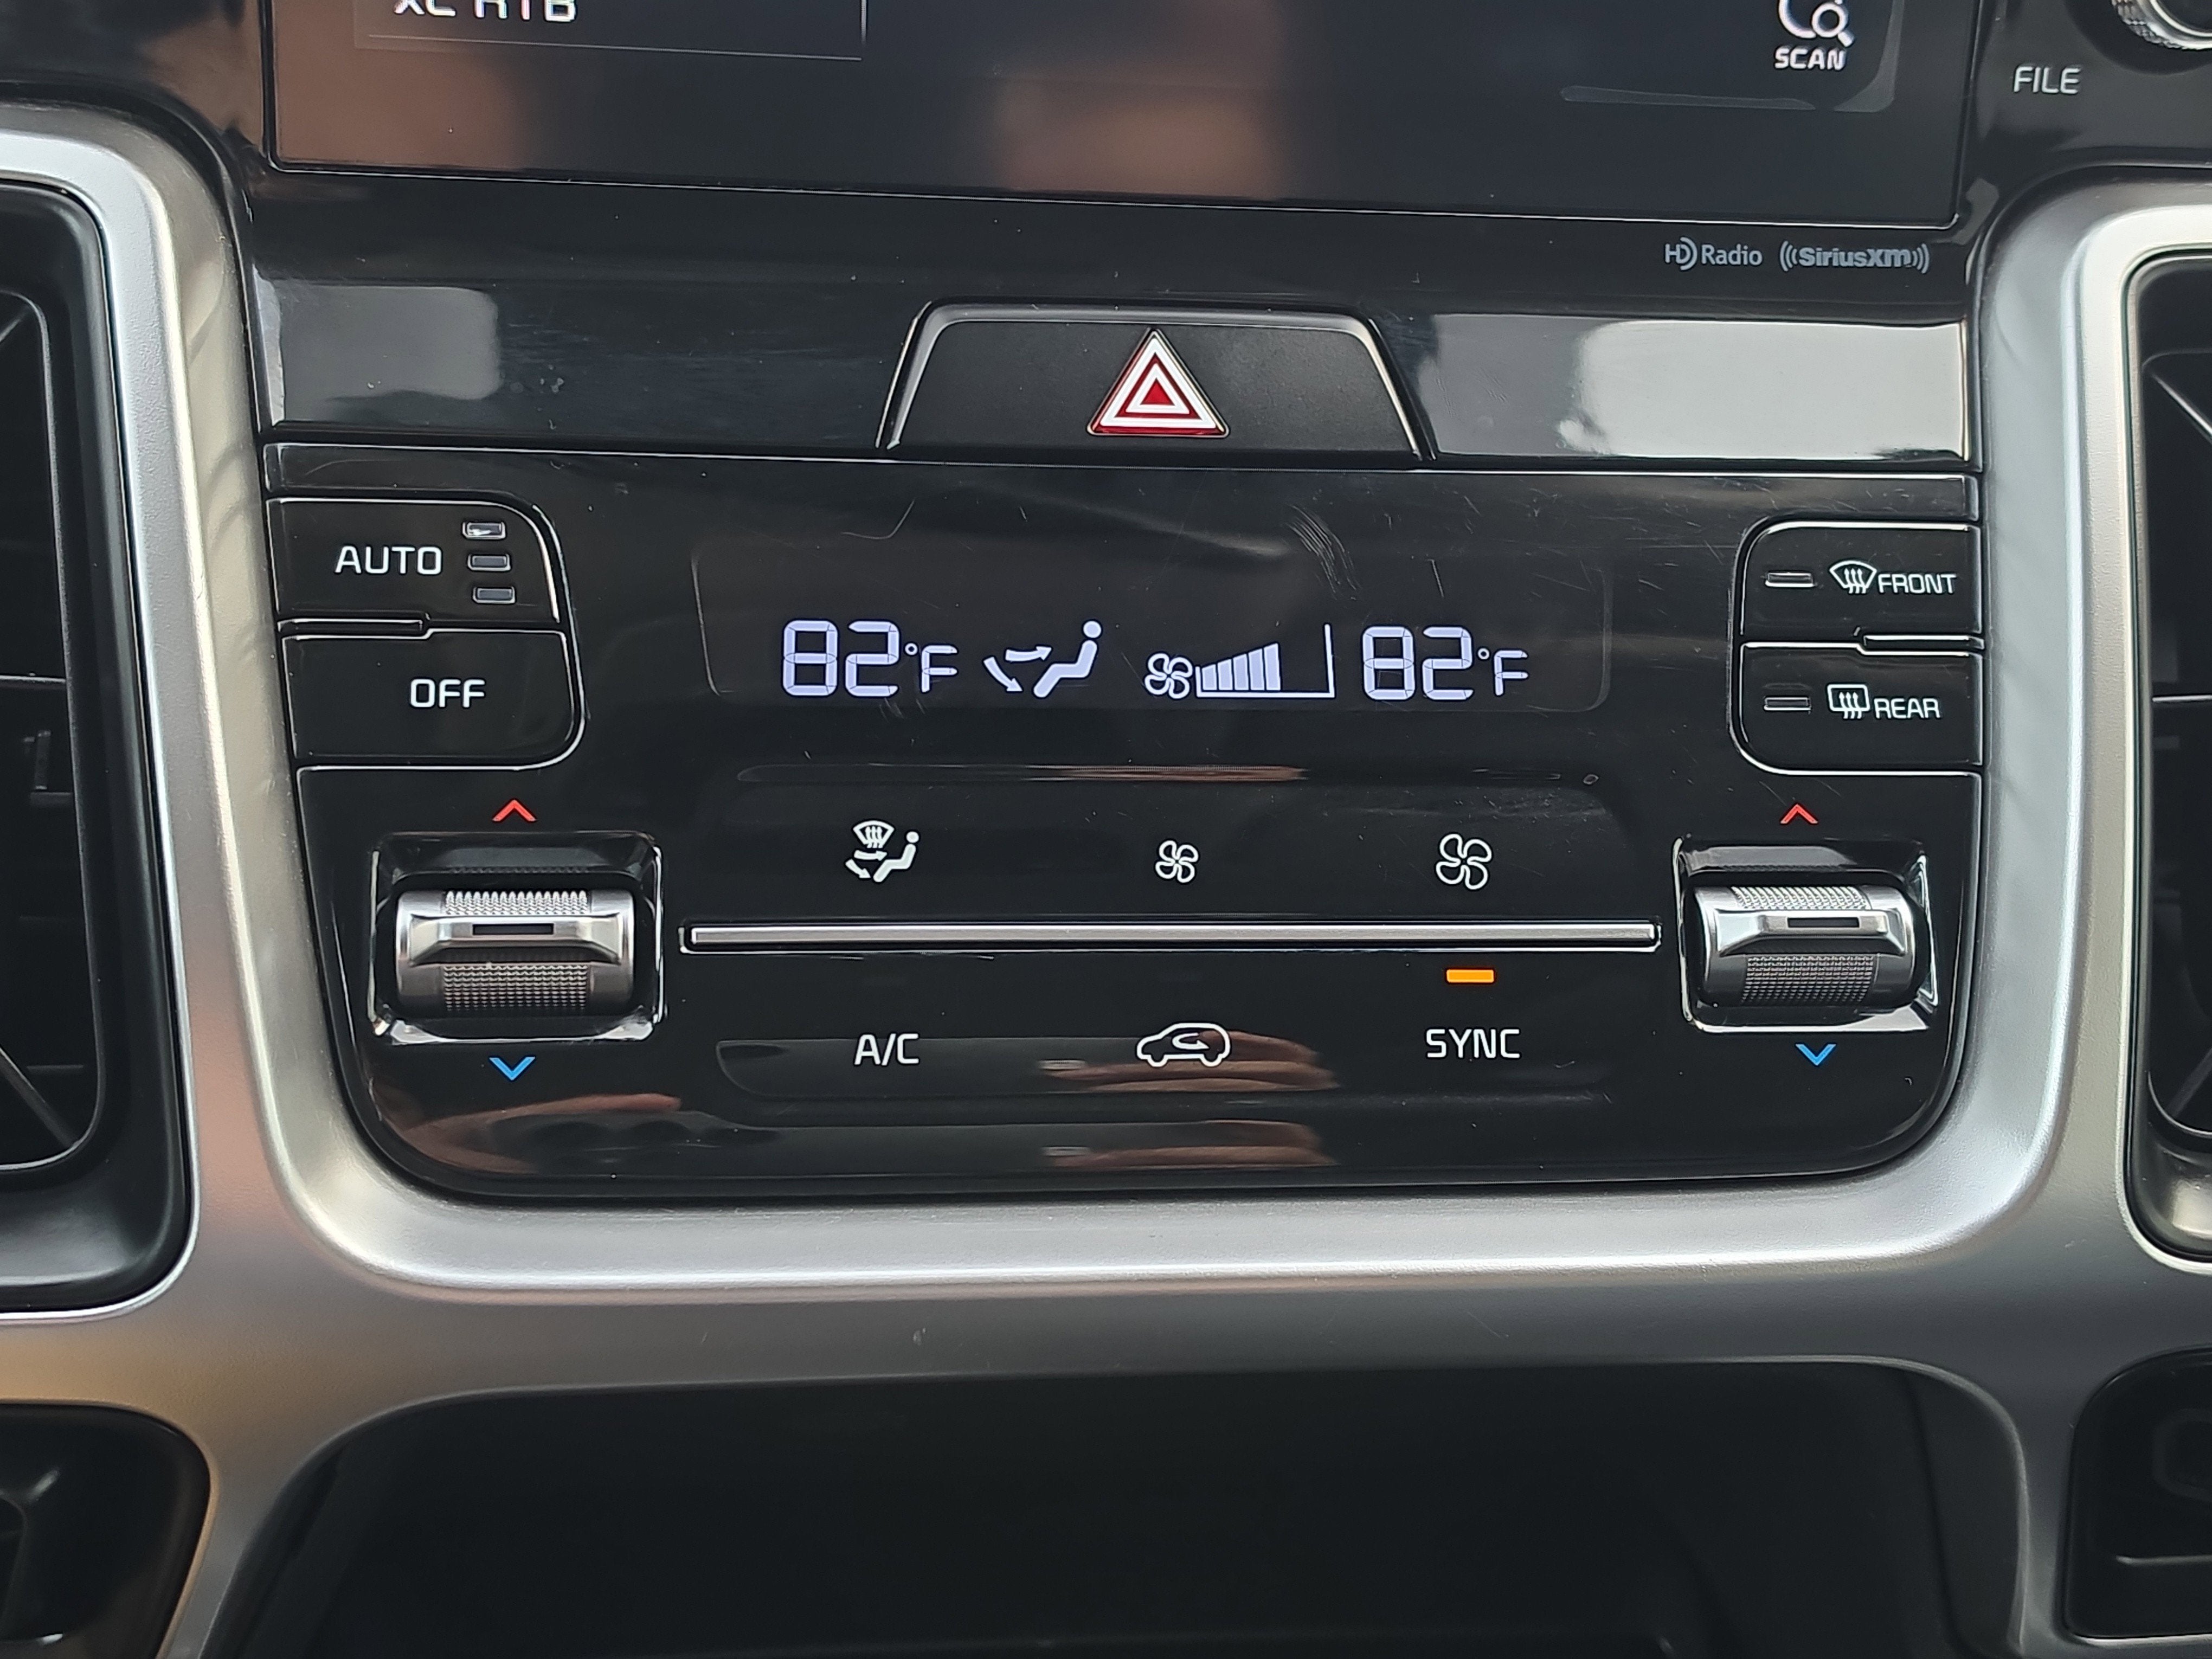 SCAN
FILE
HD Radio SiriusXM
AUTO
FRONT
82°F 82°F
OFF
REAR
A/C
SYNC